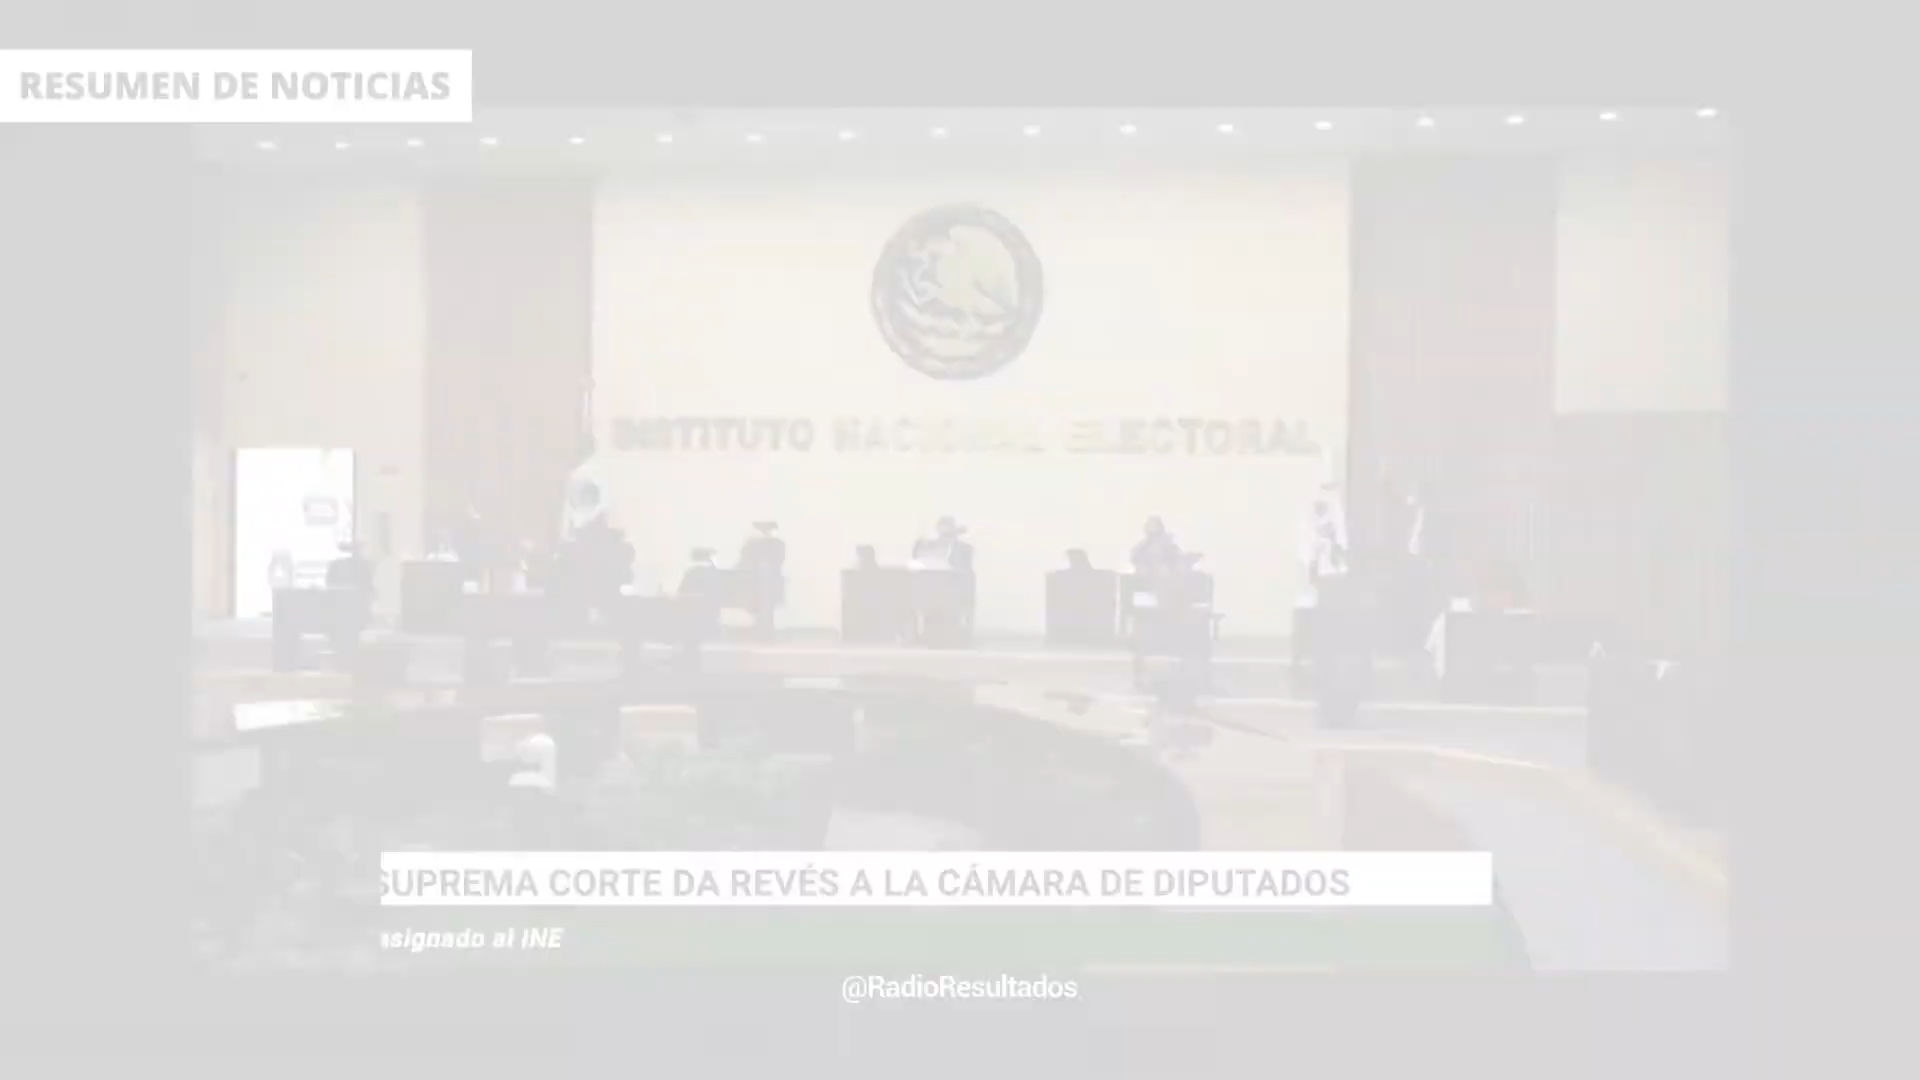 RESUMEN DE NOTICIAS
INSTITUTO NACIONAL ELECTORAL
SUPREMA CORTE DA REVÉS A LA CÁMARA DE DIPUTADOS
asignado al INE
@RadioResultados